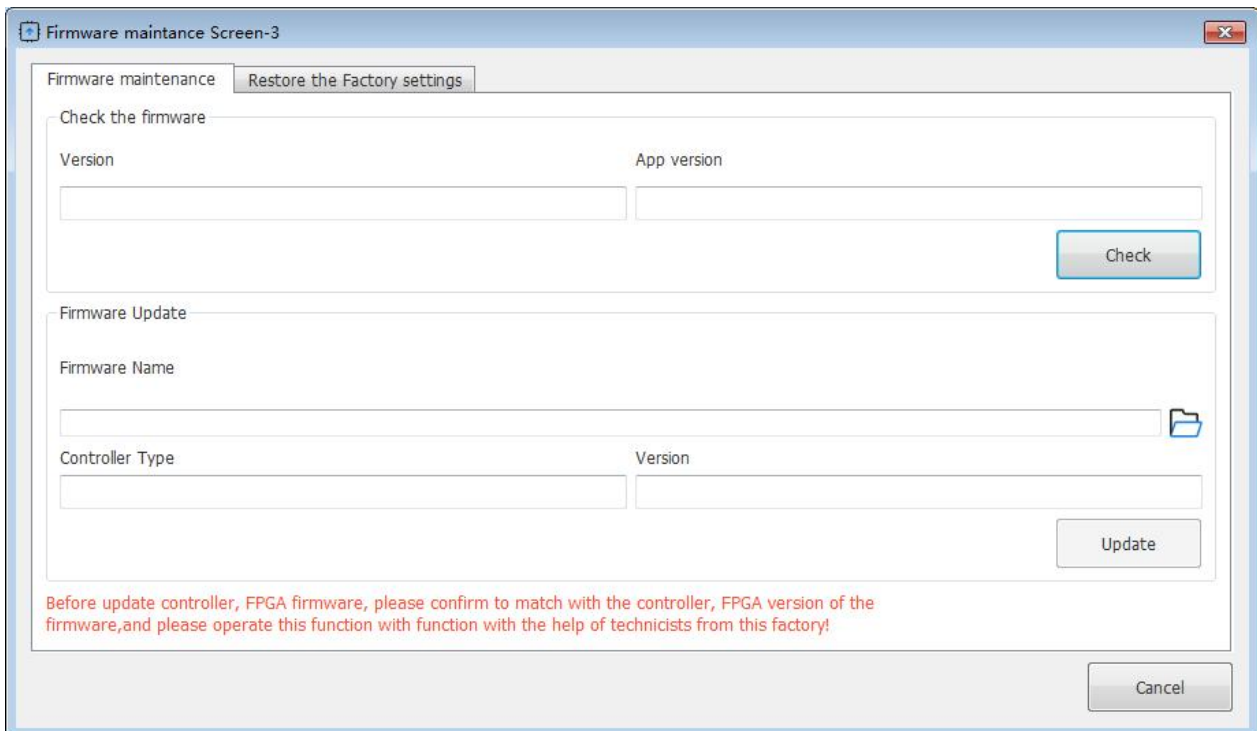 Firmware maintance Screen-3
Firmware maintenance Restore the Factory settings
Check the firmware
Version App version
Check
Firmware Update
Firmware Name
Controller Type Version
Update
Before update controller, FPGA firmware, please confirm to match with the controller, FPGA version of the
firmware,and please operate this function with function with the help of technicists from this factory!
Cancel